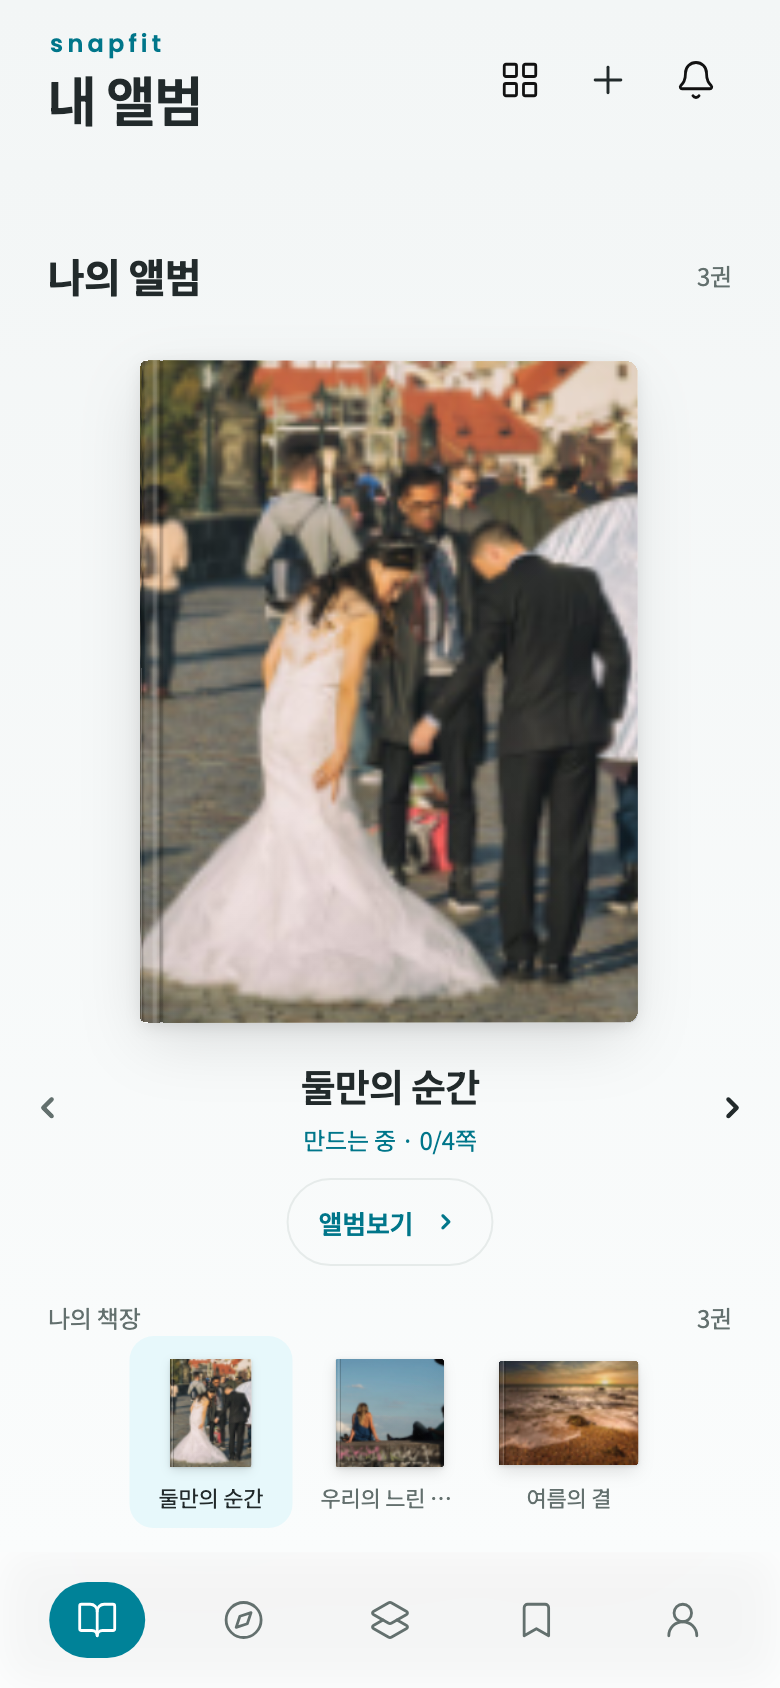 snapfit
내 앨범
나의 앨범
3권
둘만의 순간
만드는 중 · 0/4쪽
앨범보기
나의 책장
3권
둘만의 순간
우리의 느린 …
여름의 결